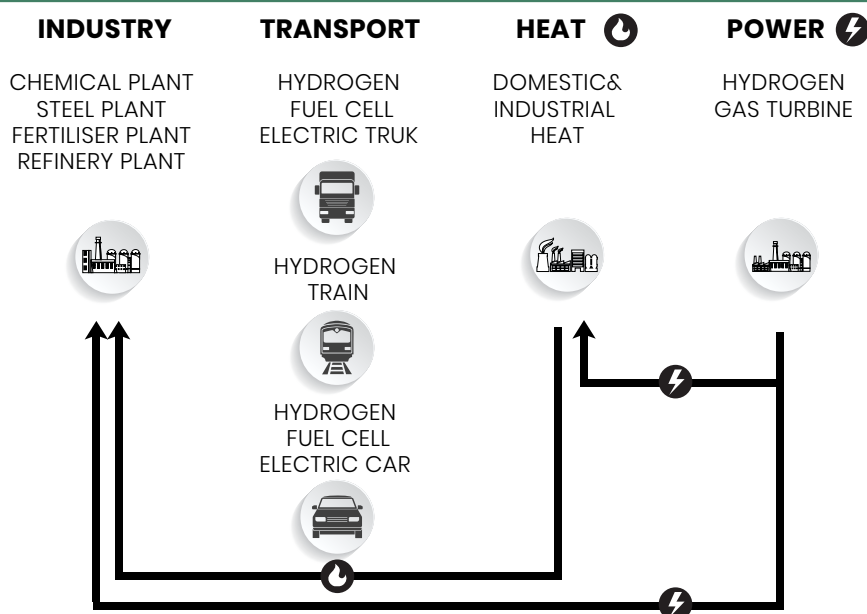 INDUSTRY
CHEMICAL PLANT
STEEL PLANT
FERTILISER PLANT
REFINERY PLANT
TRANSPORT
HYDROGEN
FUEL CELL
ELECTRIC TRUK
HYDROGEN
TRAIN
HYDROGEN
FUEL CELL
ELECTRIC CAR
HEAT
DOMESTIC&
INDUSTRIAL
HEAT
POWER
HYDROGEN
GAS TURBINE